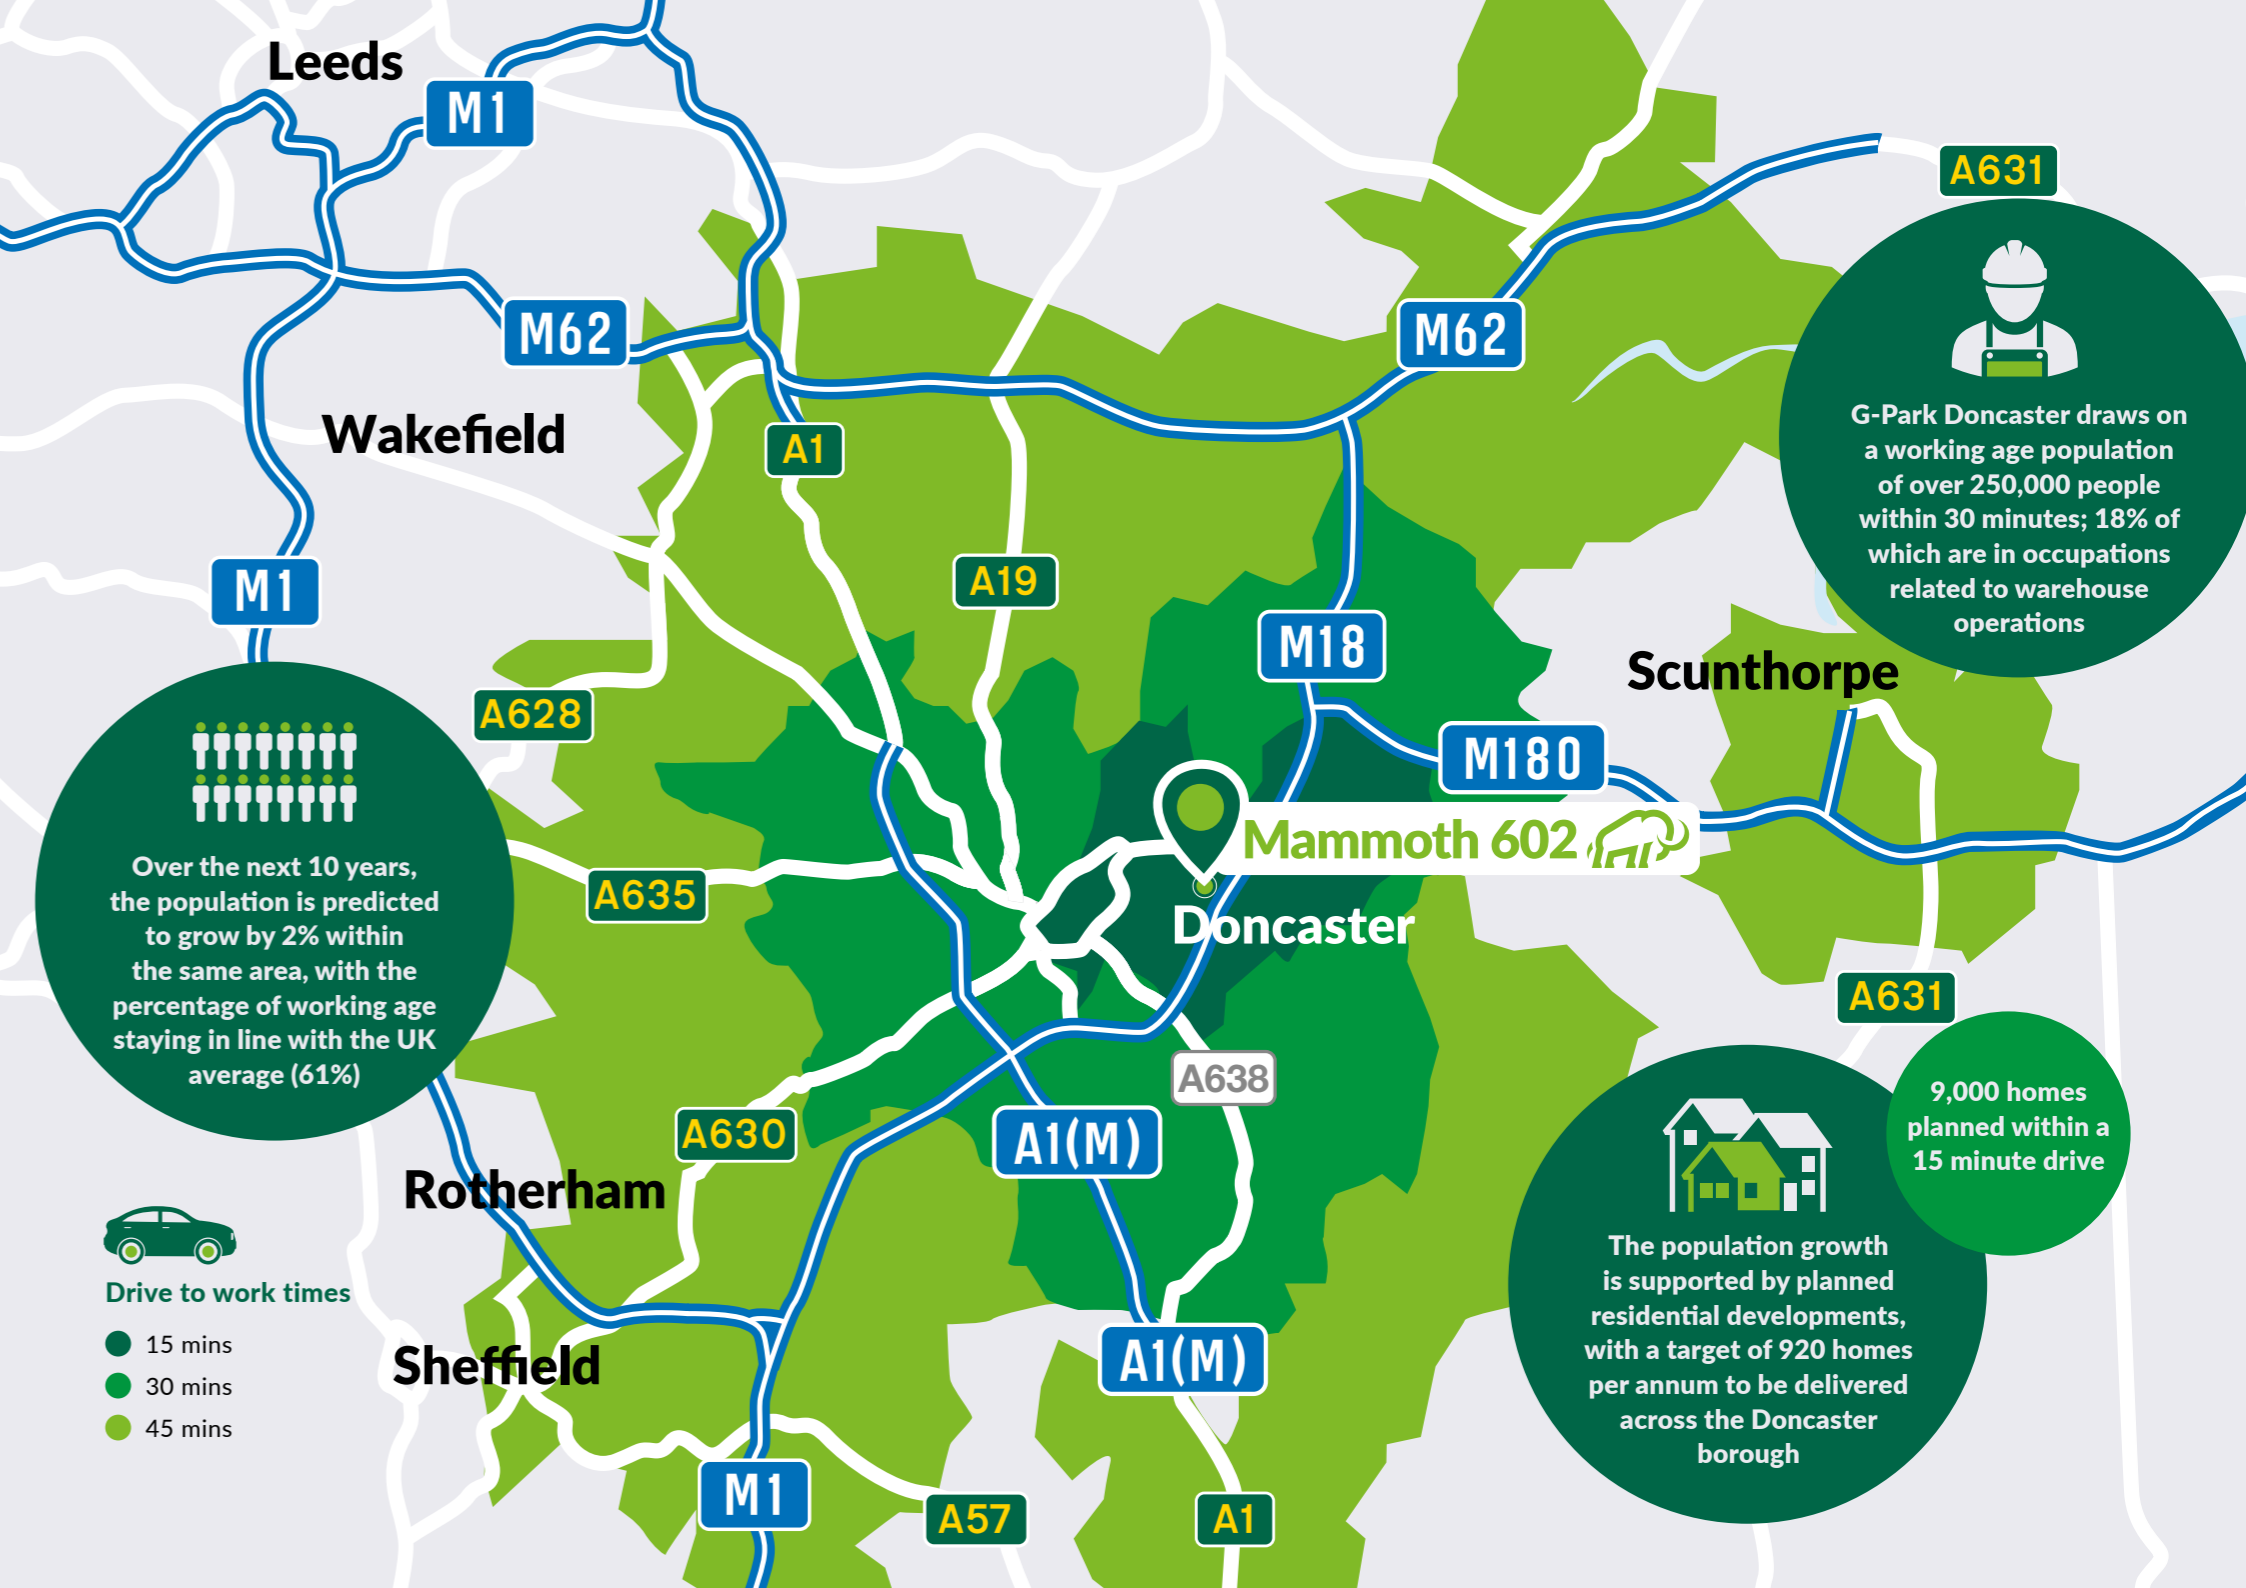 Leeds
M1
A631
M62
M62
G-Park Doncaster draws on
a working age population
of over 250,000 people
within 30 minutes; 18% of
which are in occupations
related to warehouse
operations
Wakefield
A1
A19
M1
M18
Scunthorpe
A628
M180
Mammoth 602
Over the next 10 years,
the population is predicted
to grow by 2% within
the same area, with the
percentage of working age
staying in line with the UK
average (61%)
A635
Doncaster
A631
A638
9,000 homes
planned within a
15 minute drive
A630
A1(M)
Rotherham
The population growth
is supported by planned
residential developments,
with a target of 920 homes
per annum to be delivered
across the Doncaster
borough
Drive to work times
15 mins
30 mins
45 mins
Sheffield
A1(M)
M1
A57
A1